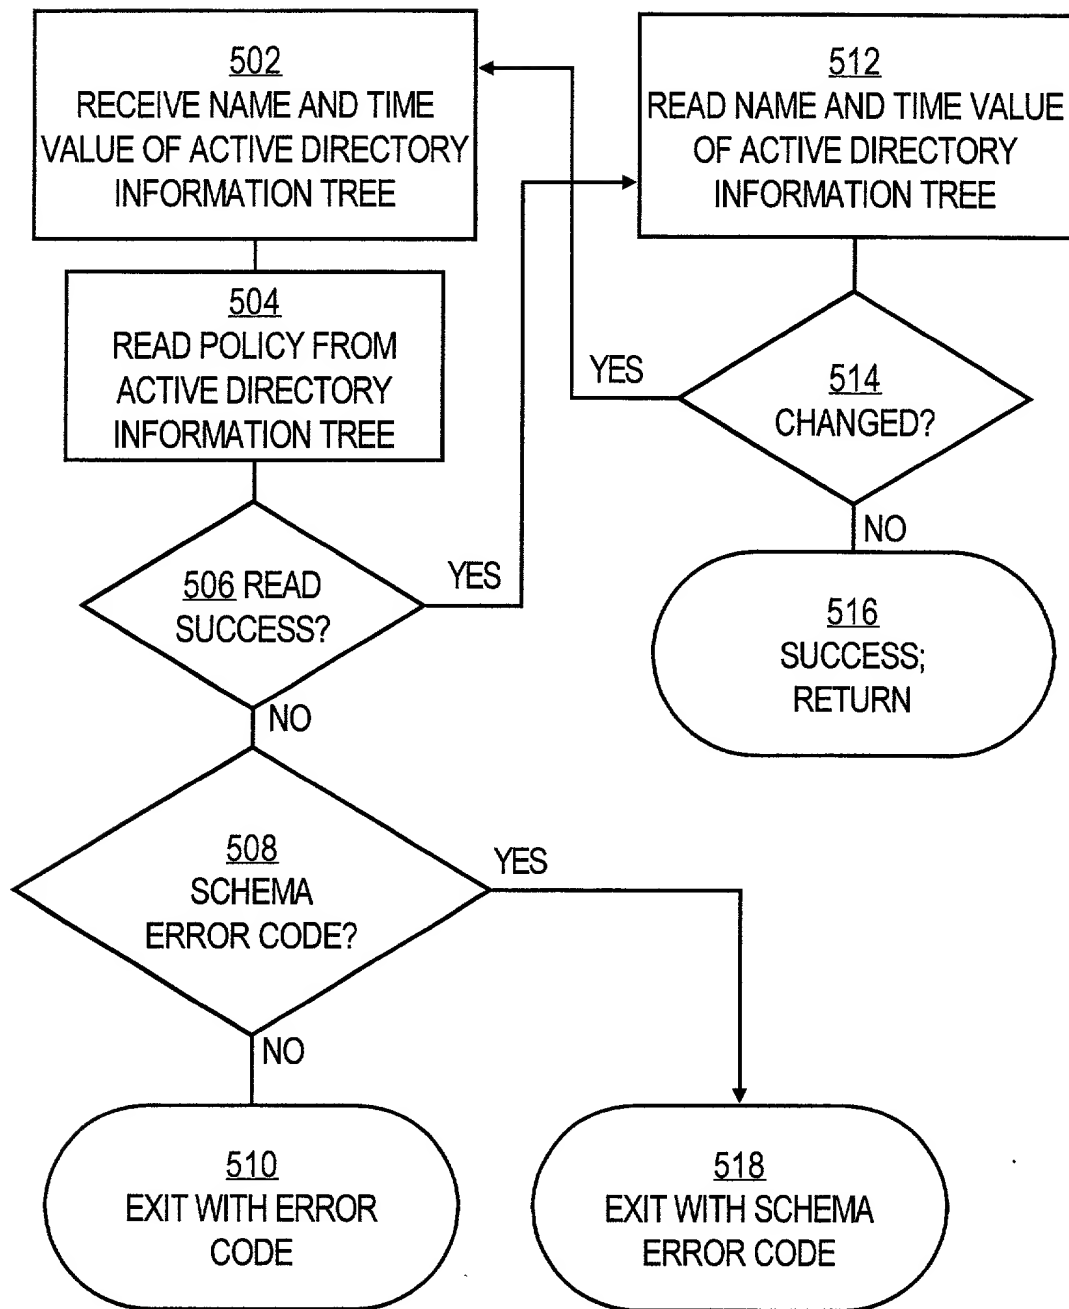 502
RECEIVE NAME AND TIME
VALUE OF ACTIVE DIRECTORY
INFORMATION TREE
504
READ POLICY FROM
ACTIVE DIRECTORY
INFORMATION TREE
506 READ
SUCCESS?
YES
NO
508
SCHEMA
ERROR CODE?
YES
NO
510
EXIT WITH ERROR
CODE
518
EXIT WITH SCHEMA
ERROR CODE
512
READ NAME AND TIME VALUE
OF ACTIVE DIRECTORY
INFORMATION TREE
514
CHANGED?
YES
NO
516
SUCCESS;
RETURN